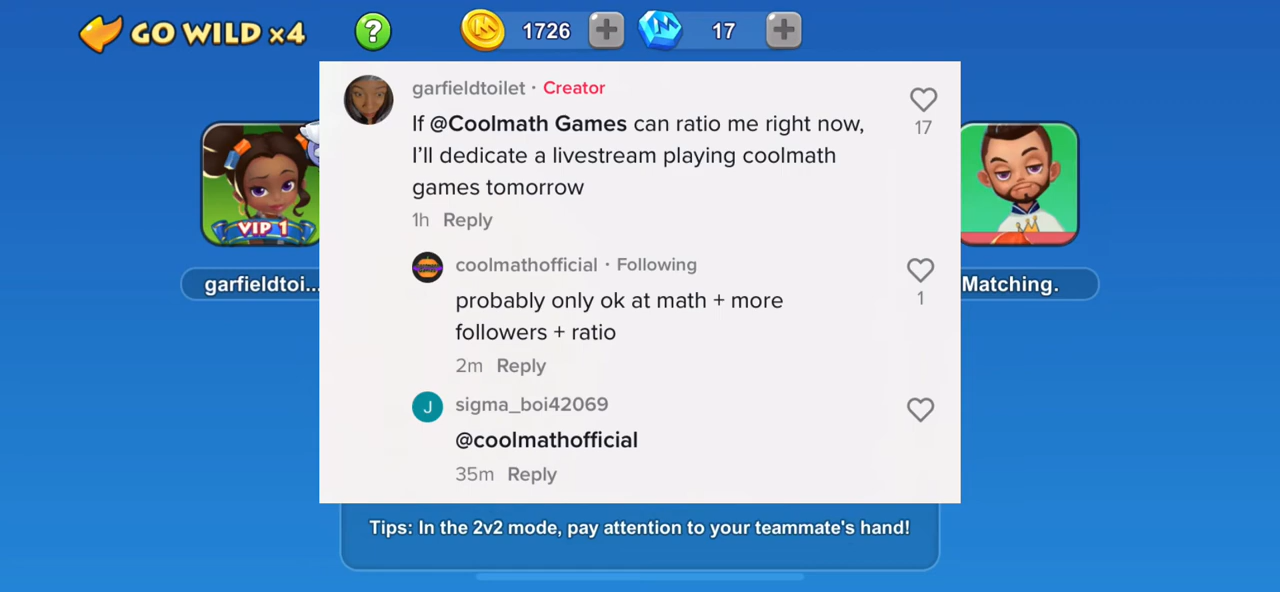 GO WILD ×4
?
1726
17
garfieldtoilet · Creator
If @Coolmath Games can ratio me right now,
I'll dedicate a livestream playing coolmath
games tomorrow
17
1h Reply
VIP 1
garfieldtoi...
Matching.
coolmathofficial · Following
probably only ok at math + more
followers + ratio
1
2m Reply
J
sigma_boi42069
@coolmathofficial
35m Reply
Tips: In the 2v2 mode, pay attention to your teammate's hand!